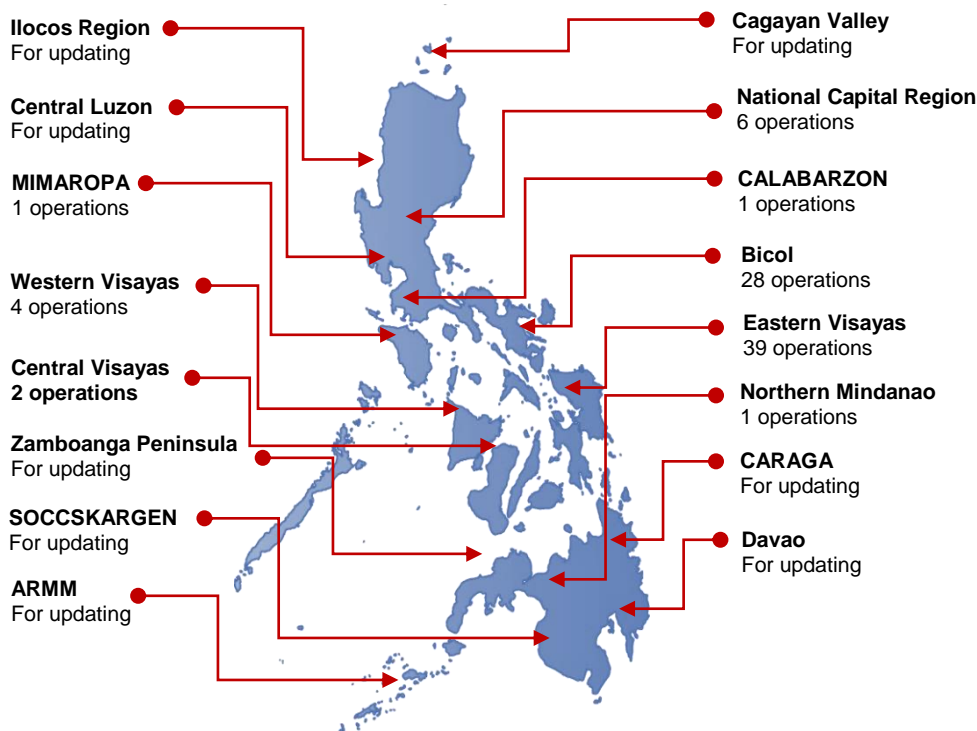 Ilocos Region
For updating
Central Luzon
For updating
MIMAROPA
1 operations
Western Visayas
4 operations
Central Visayas
2 operations
Zamboanga Peninsula
For updating
SOCCSKARGEN
For updating
ARMM
For updating
Cagayan Valley
For updating
National Capital Region
6 operations
CALABARZON
1 operations
Bicol
28 operations
Eastern Visayas
39 operations
Northern Mindanao
1 operations
CARAGA
For updating
Davao
For updating